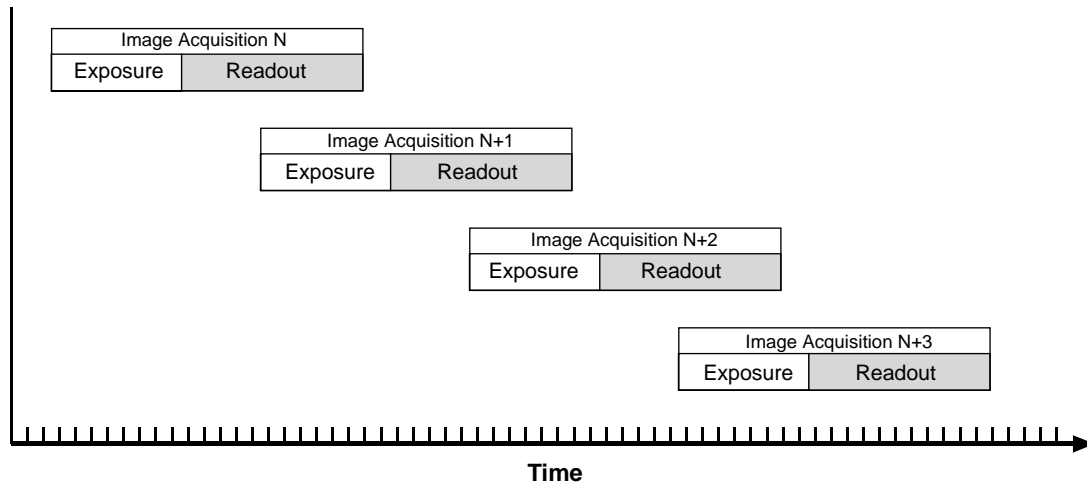 Image Acquisition N
Exposure Readout
Image Acquisition N+1
Exposure Readout
Image Acquisition N+2
Exposure Readout
Image Acquisition N+3
Exposure Readout
Time